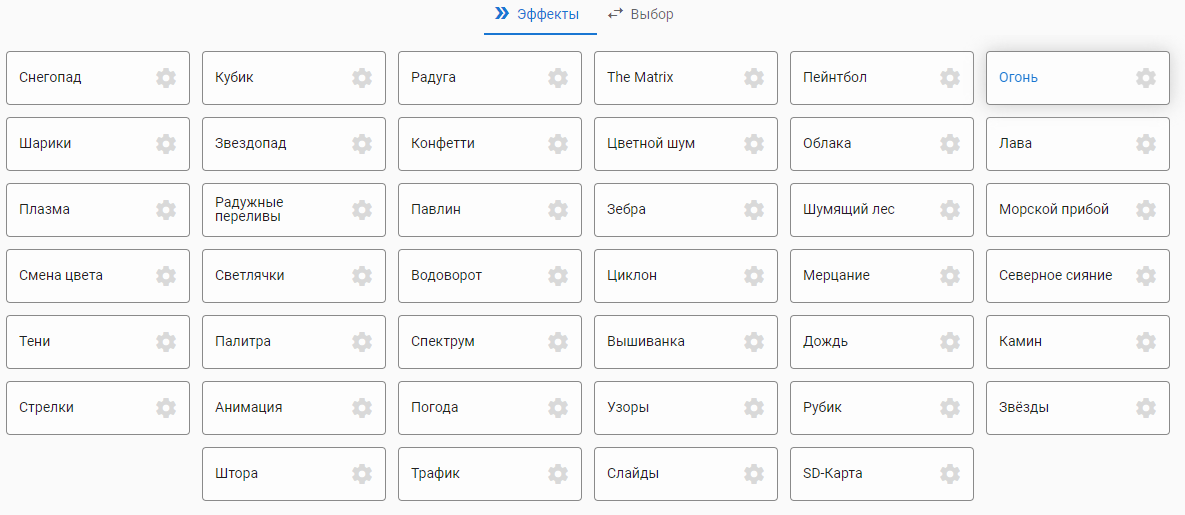 Эффекты
Выбор
Снегопад
Кубик
Радуга
The Matrix
Пейнтбол
Огонь
Шарики
Звездопад
Конфетти
Цветной шум
Облака
Лава
Плазма
Радужные
переливы
Павлин
Зебра
Шумящий лес
Морской прибой
Смена цвета
Светлячки
Водоворот
Циклон
Мерцание
Северное сияние
Тени
Палитра
Спектрум
Вышиванка
Дождь
Камин
Стрелки
Анимация
Погода
Узоры
Рубик
Звёзды
Штора
Трафик
Слайды
SD-Карта